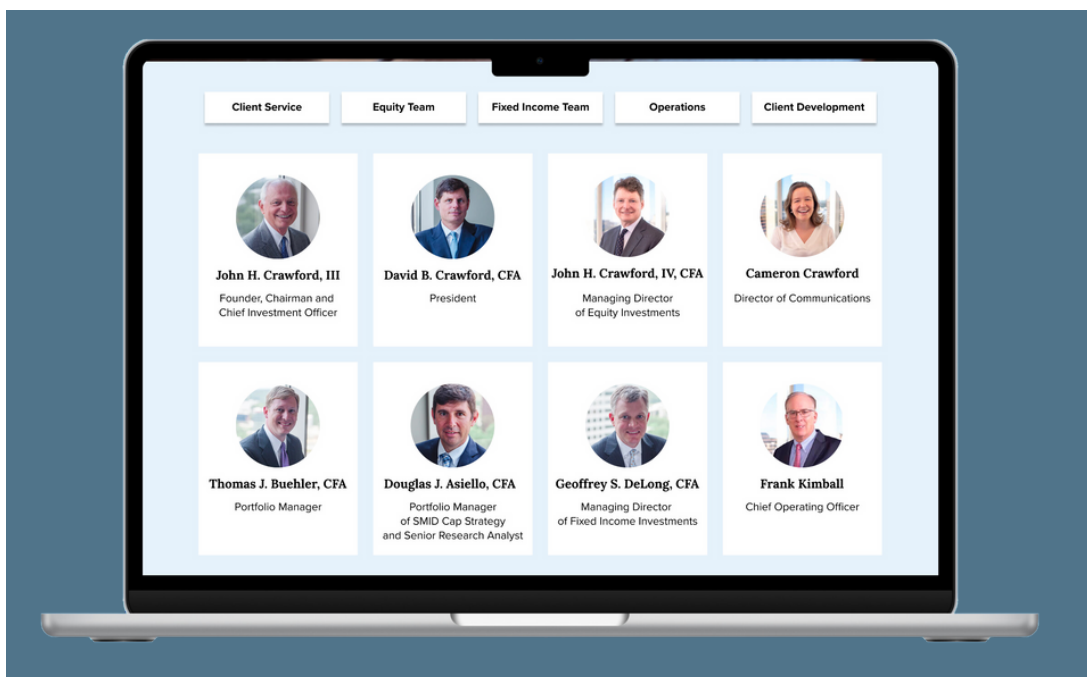 Client Service
Equity Team
Fixed Income Team
Operations
Client Development
John H. Crawford, III
Founder, Chairman and
Chief Investment Officer
David B. Crawford, CFA
President
John H. Crawford, IV, CFA
Managing Director
of Equity Investments
Cameron Crawford
Director of Communications
Thomas J. Buehler, CFA
Portfolio Manager
Douglas J. Asiello, CFA
Portfolio Manager
of SMID Cap Strategy
and Senior Research Analyst
Geoffrey S. DeLong, CFA
Managing Director
of Fixed Income Investments
Frank Kimball
Chief Operating Officer